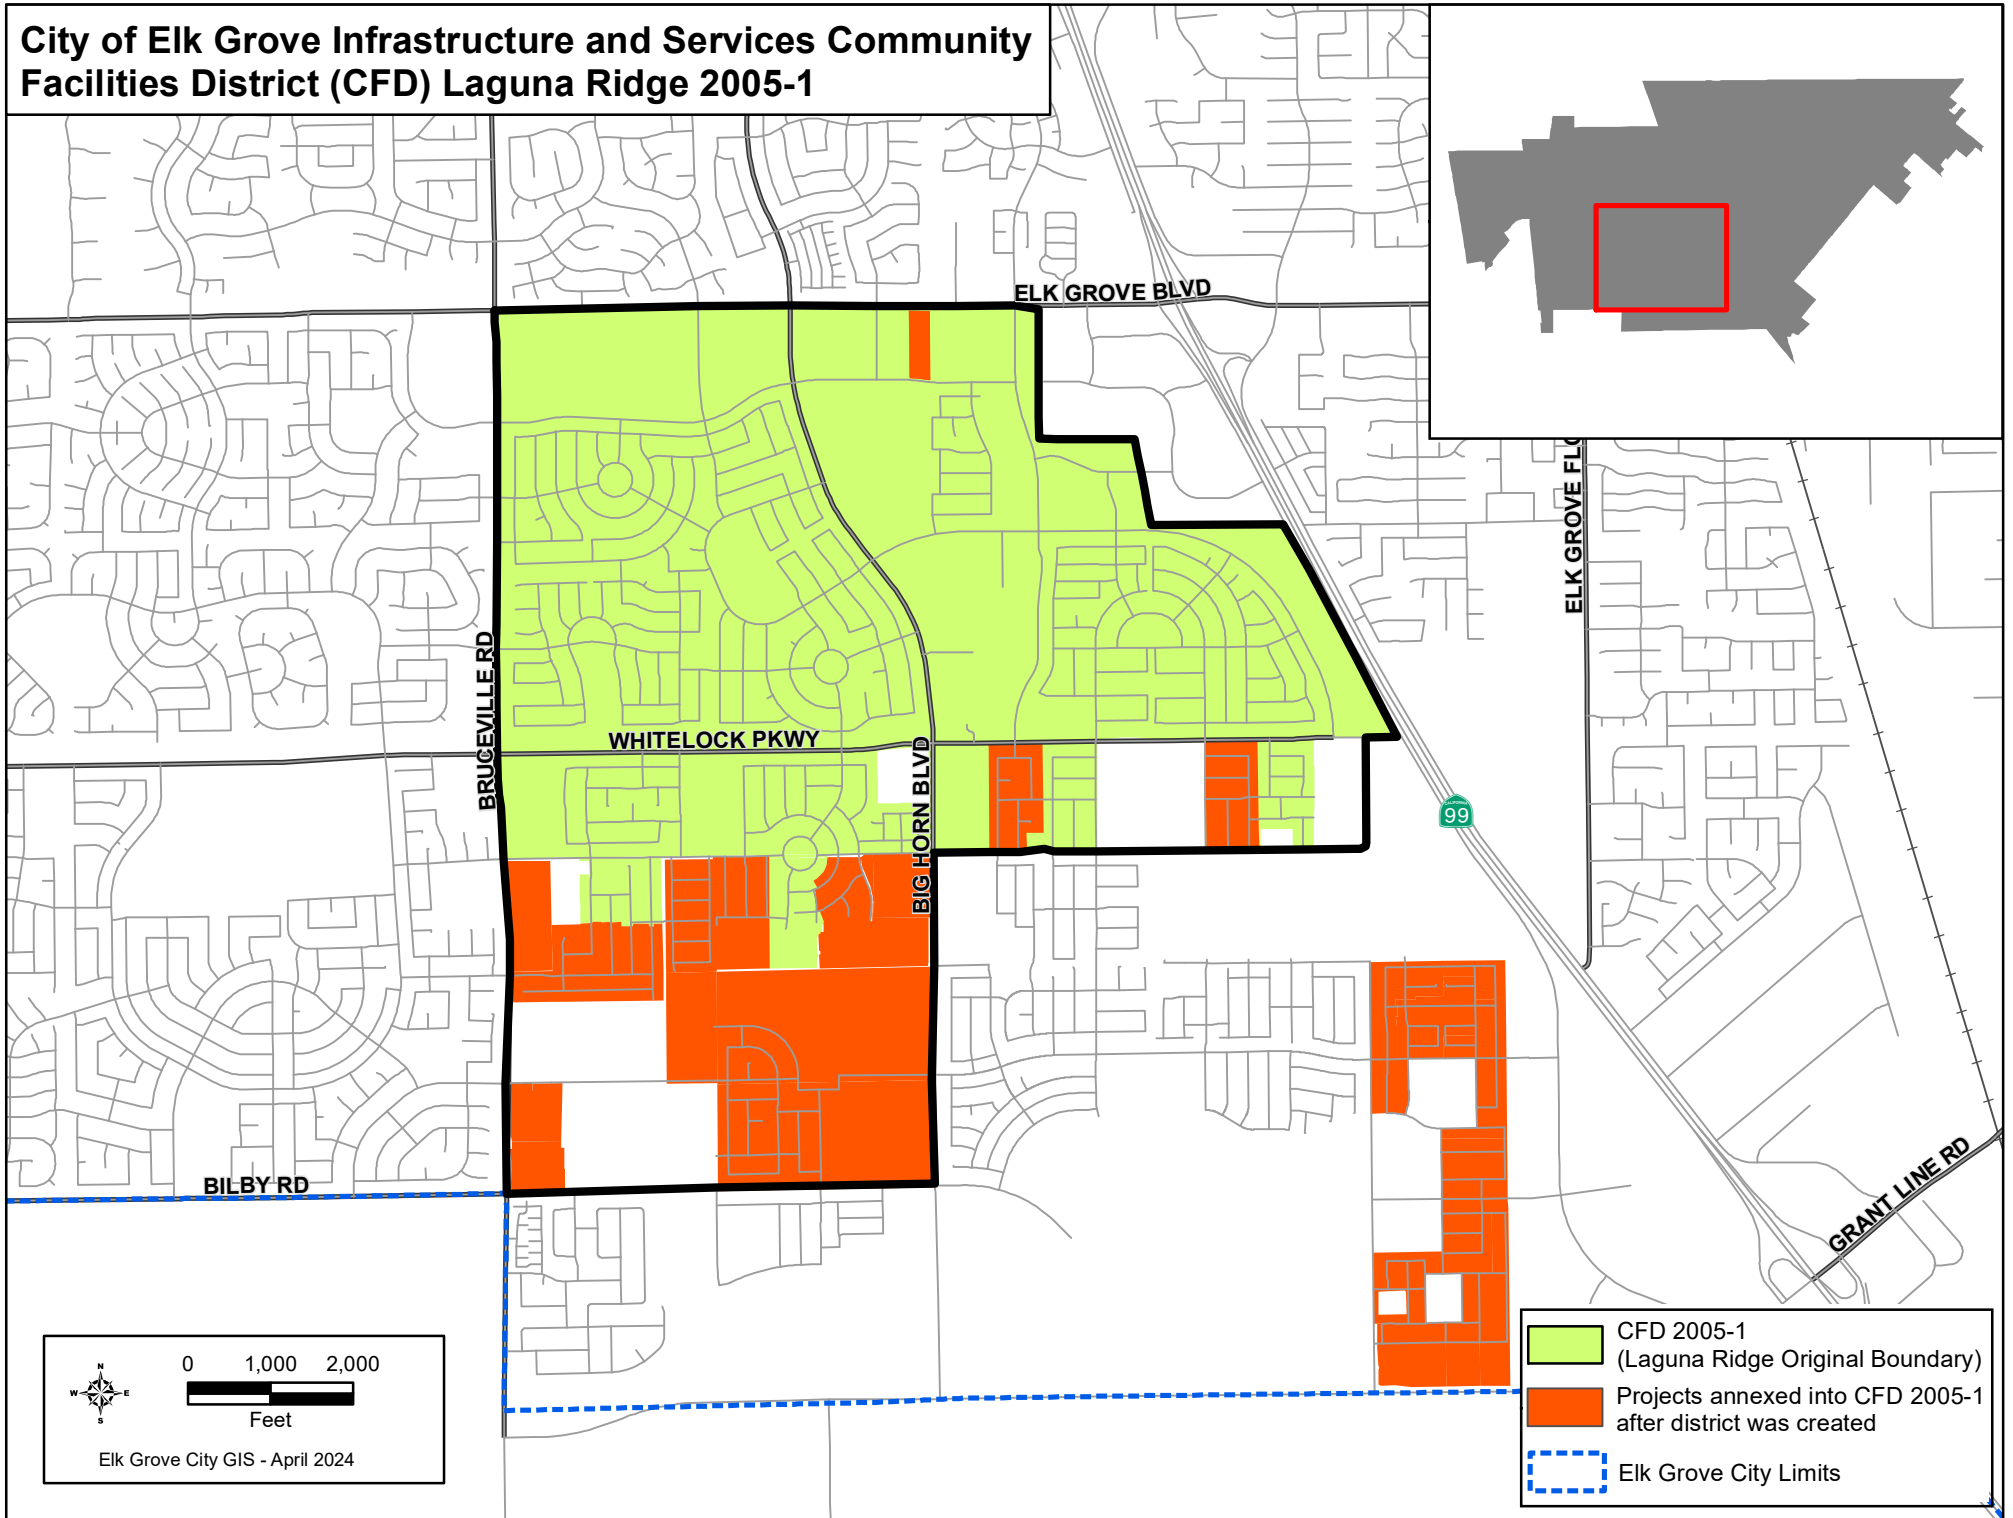 City of Elk Grove Infrastructure and Services Community
Facilities District (CFD) Laguna Ridge 2005-1
ELK GROVE BLVD
ELK GROVE FLO
BRUCEVILLE RD
WHITELOCK PKWY
BIG HORN BLVD
CALIFORNIA
99
BILBY RD
GRANT LINE RD
N
W E
S
0 1,000 2,000
Feet
Elk Grove City GIS - April 2024
CFD 2005-1
(Laguna Ridge Original Boundary)
Projects annexed into CFD 2005-1
after district was created
Elk Grove City Limits